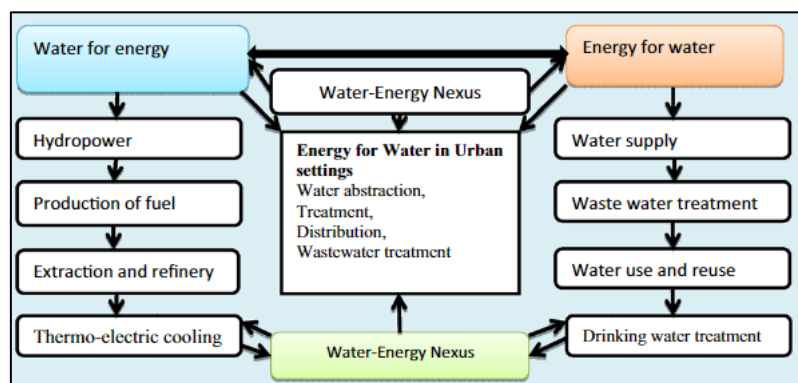 Water for energy
Energy for water
Water-Energy Nexus
Hydropower
Production of fuel
Extraction and refinery
Thermo-electric cooling
Energy for Water in Urban
settings
Water abstraction,
Treatment,
Distribution,
Wastewater treatment
Water supply
Waste water treatment
Water use and reuse
Drinking water treatment
Water-Energy Nexus